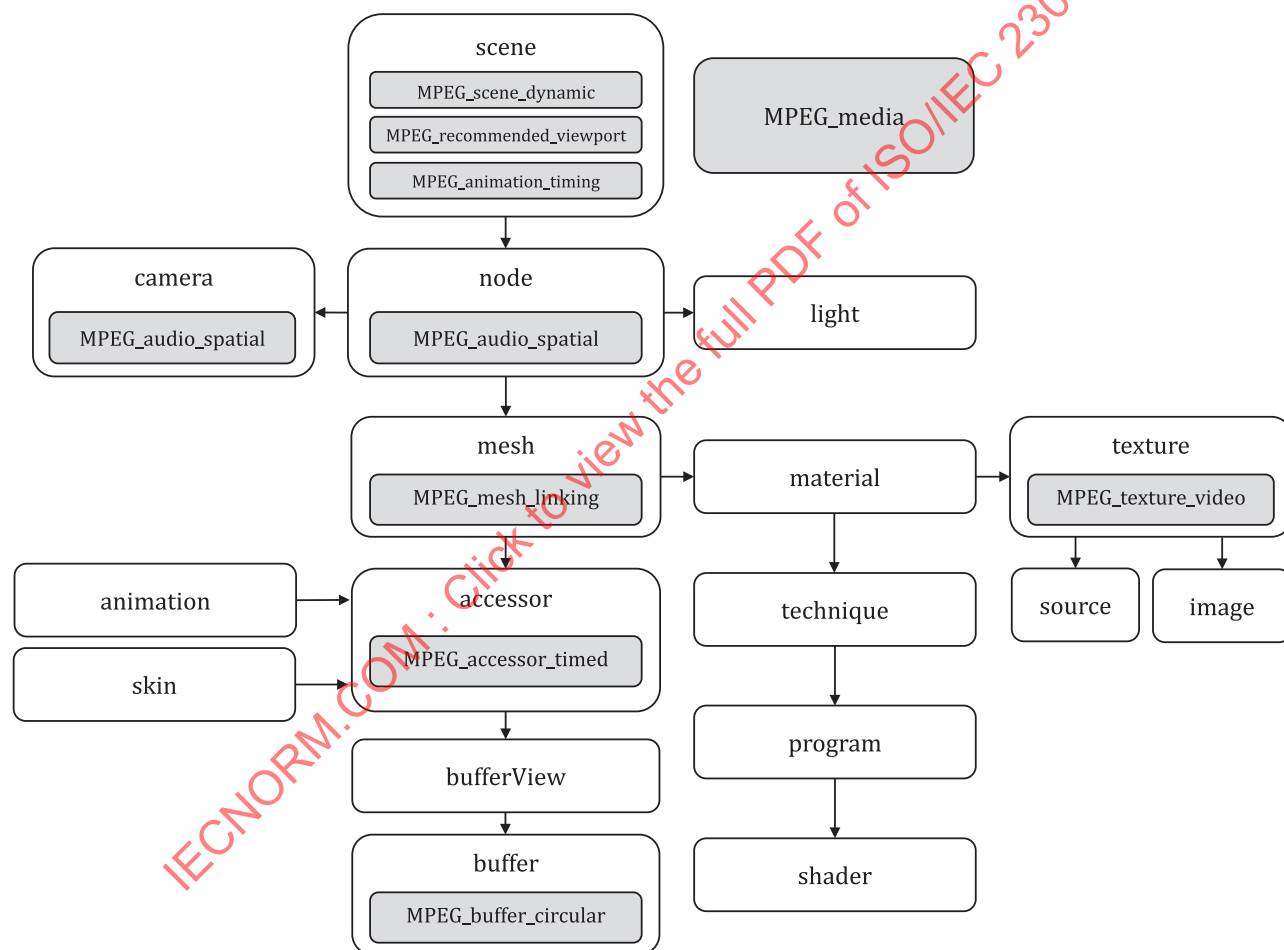 scene
MPEG_scene_dynamic
MPEG_recommended_viewport
MPEG_animation_timing
MPEG_media
camera
MPEG_audio_spatial
node
MPEG_audio_spatial
light
mesh
MPEG_mesh_linking
material
texture
MPEG_texture_video
animation
skin
accessor
MPEG_accessor_timed
technique
source
image
bufferView
program
buffer
MPEG_buffer_circular
shader
IECNORM.COM : Click to view the full PDF of ISO/IEC 230